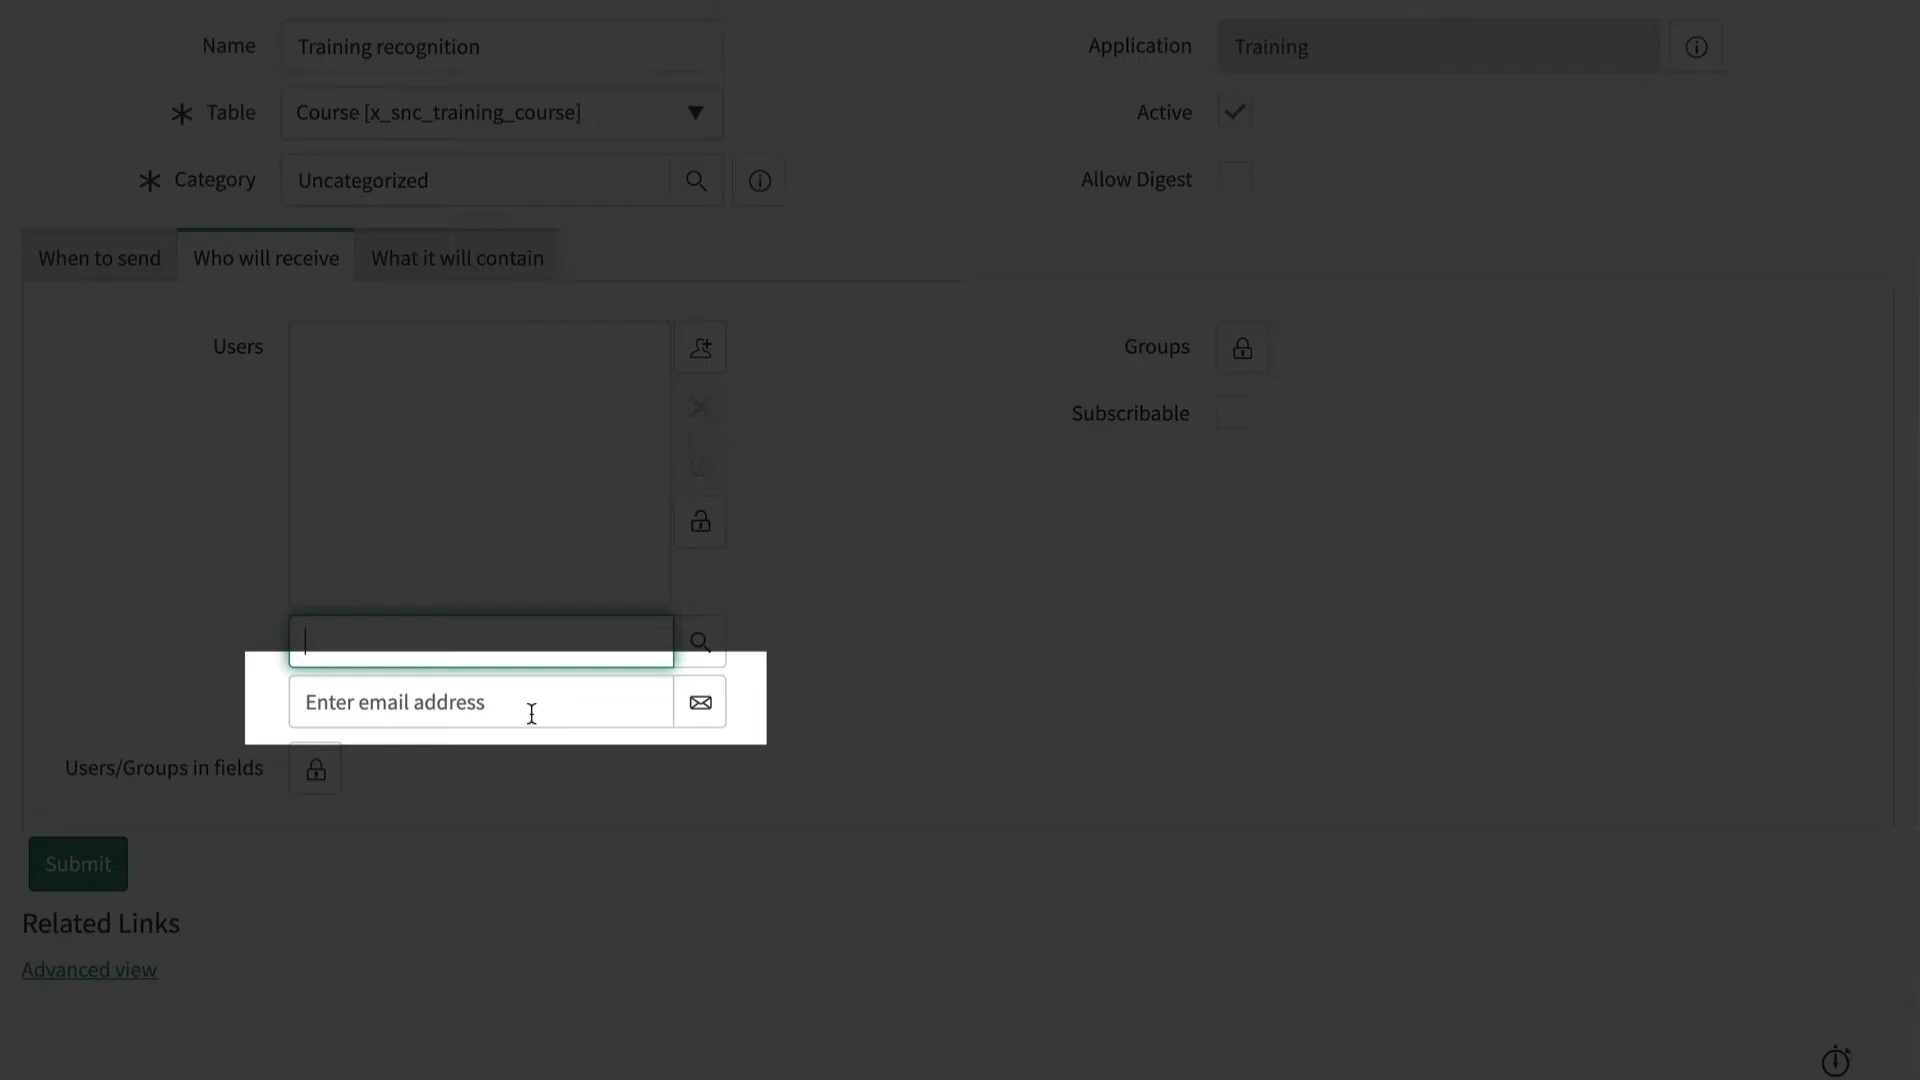 Name
Training recognition
Application
Training
Table
Course [x_snc_training_course]
Active
Category
Uncategorized
Allow Digest
When to send
Who will receive
What it will contain
Users
Groups
Subscribable
Enter email address
Users/Groups in fields
Submit
Related Links
Advanced view